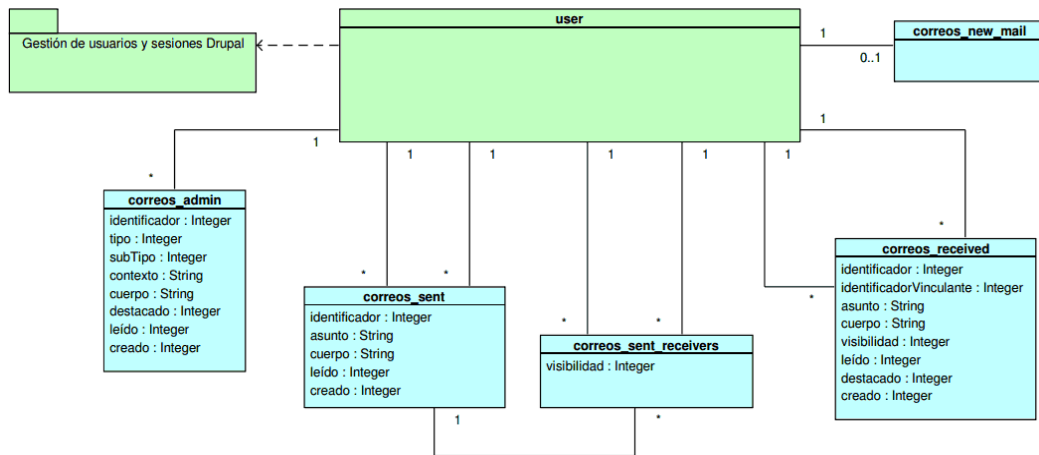 user
Gestión de usuarios y sesiones Drupal
correos_new_mail
1
0..1
1
1
1
1
1
1
1
*
correos_admin
identificador : Integer
tipo : Integer
subTipo : Integer
contexto : String
cuerpo : String
destacado : Integer
leído : Integer
creado : Integer
*
*
correos_sent
identificador : Integer
asunto : String
cuerpo : String
leído : Integer
creado : Integer
*
*
correos_sent_receivers
visibilidad : Integer
*
*
correos_received
identificador : Integer
identificadorVinculante : Integer
asunto : String
cuerpo : String
visibilidad : Integer
leído : Integer
destacado : Integer
creado : Integer
1
*